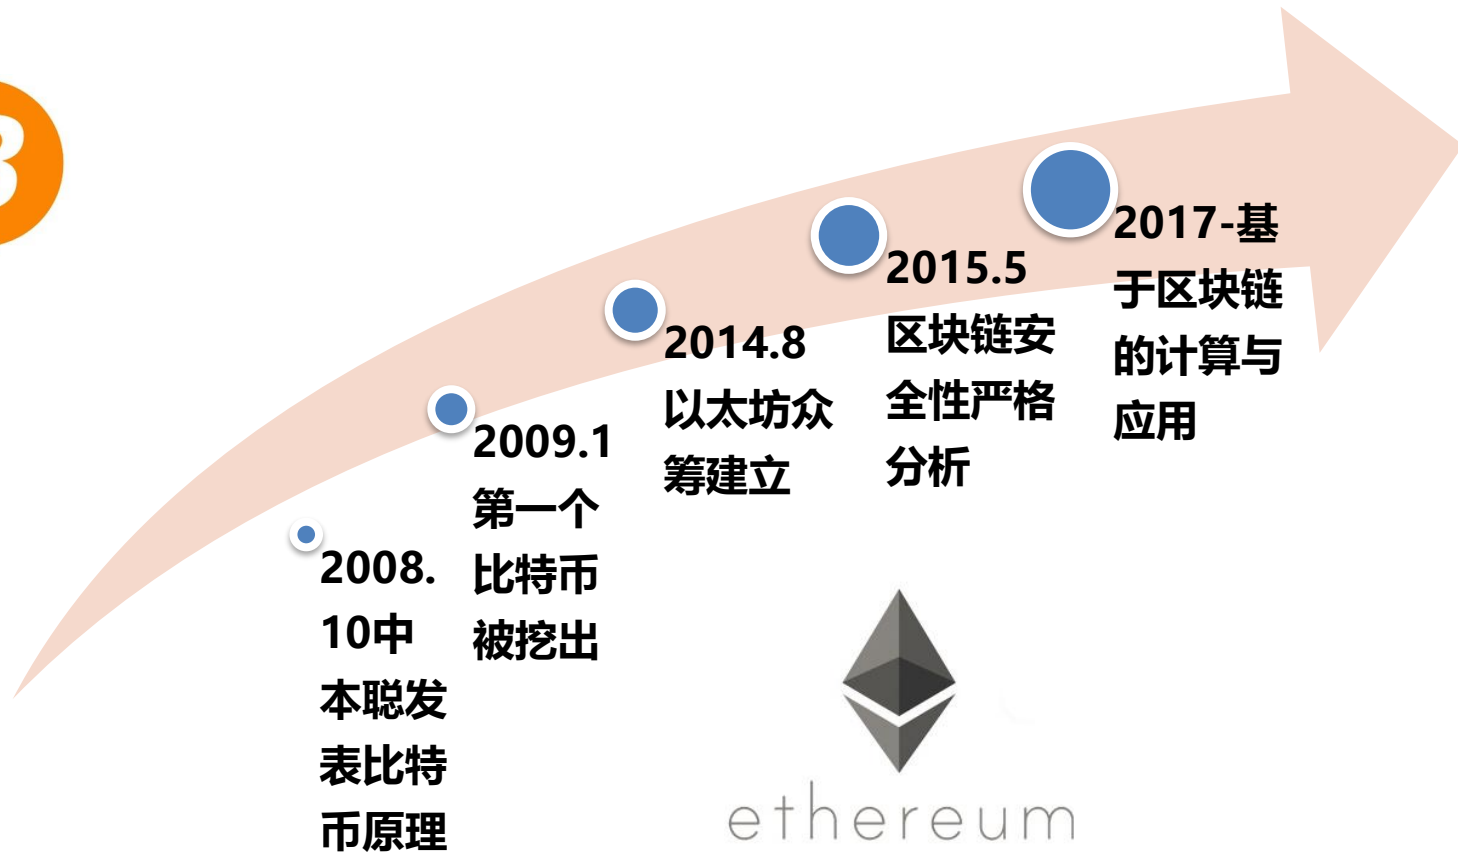 2008.
10中
本聪发
表比特
币原理
2009.1
第一个
比特币
被挖出
2014.8
以太坊众
筹建立
2015.5
区块链安
全性严格
分析
2017-基
于区块链
的计算与
应用
ethereum